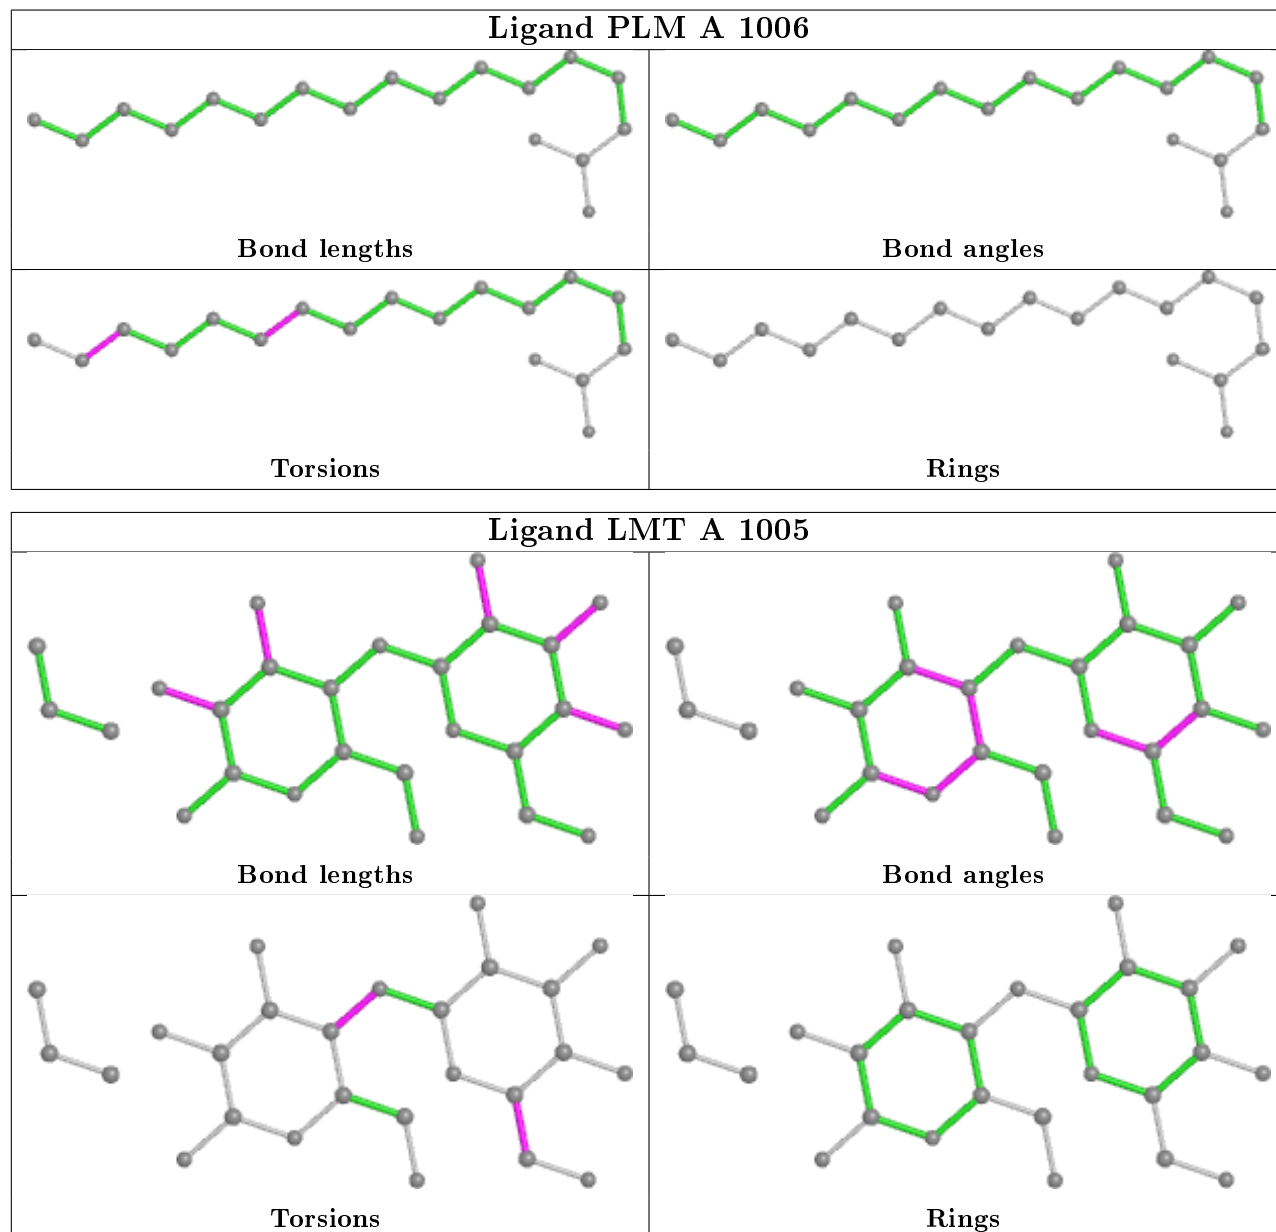 Ligand PLM A 1006
Bond lengths
Bond angles
Torsions
Rings
Ligand LMT A 1005
Bond lengths
Bond angles
Torsions
Rings